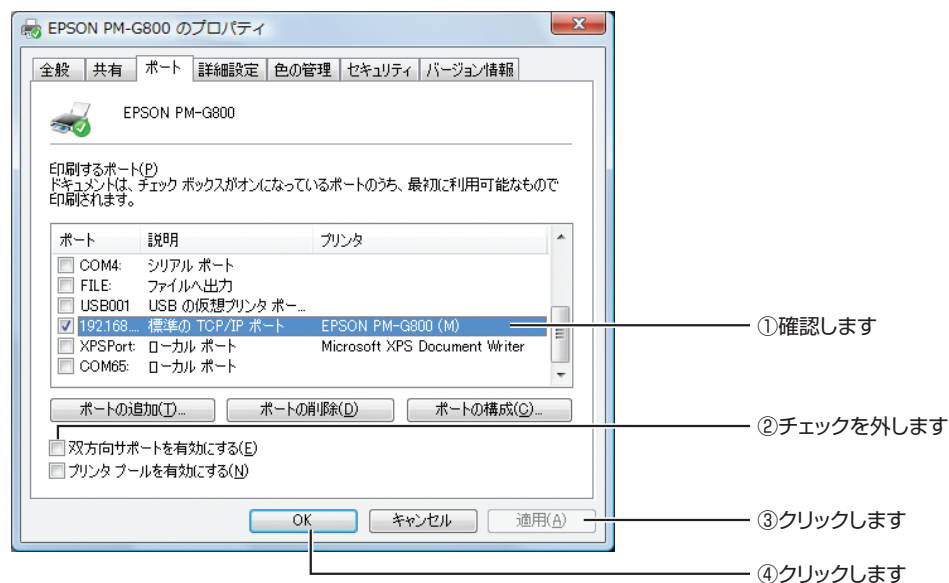 EPSON PM-G800 のプロパティ
全般 共有 ポート 詳細設定 色の管理 セキュリティ バージョン情報
EPSON PM-G800
印刷するポート(P)
ドキュメントは、チェック ボックスがオンになっているポートのうち、最初に利用可能なもので
印刷されます。
ポート 説明 プリンタ
COM4: シリアル ポート
FILE: ファイルへ出力
USB001 USB の仮想プリンタ ポー...
192.168.... 標準の TCP/IP ポート EPSON PM-G800 (M)
①確認します
XPSPort: ローカル ポート Microsoft XPS Document Writer
COM65: ローカル ポート
ポートの追加(T)... ポートの削除(D) ポートの構成(C)...
②チェックを外します
双方向サポートを有効にする(E)
プリンタ プールを有効にする(N)
OK キャンセル 適用(A)
③クリックします
④クリックします